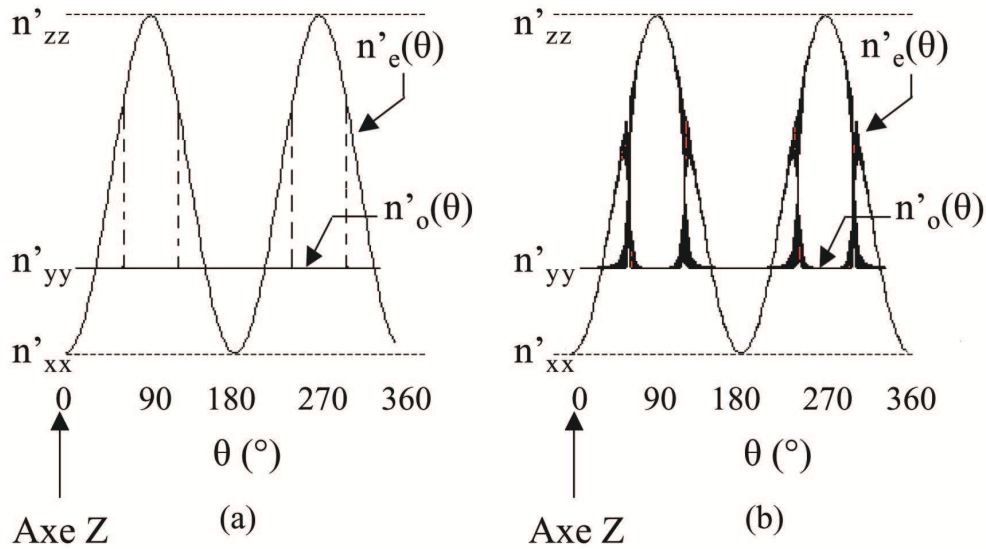 n'zz
n'e(θ)
n'o(θ)
n'yy
n'xx
0 90 180 270 360
θ (°)
Axe Z
(a)
n'zz
n'e(θ)
n'o(θ)
n'yy
n'xx
0 90 180 270 360
θ (°)
Axe Z
(b)